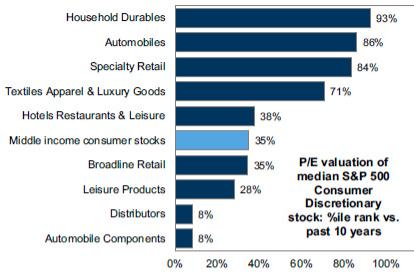 Household Durables 93%
Automobiles 86%
Specialty Retail 84%
Textiles Apparel & Luxury Goods 71%
Hotels Restaurants & Leisure 38%
Middle income consumer stocks 35%
Broadline Retail 35%
Leisure Products 28%
Distributors 8%
Automobile Components 8%
P/E valuation of
median S&P 500
Consumer
Discretionary
stock: %ile rank vs.
past 10 years
0% 20% 40% 60% 80% 100%